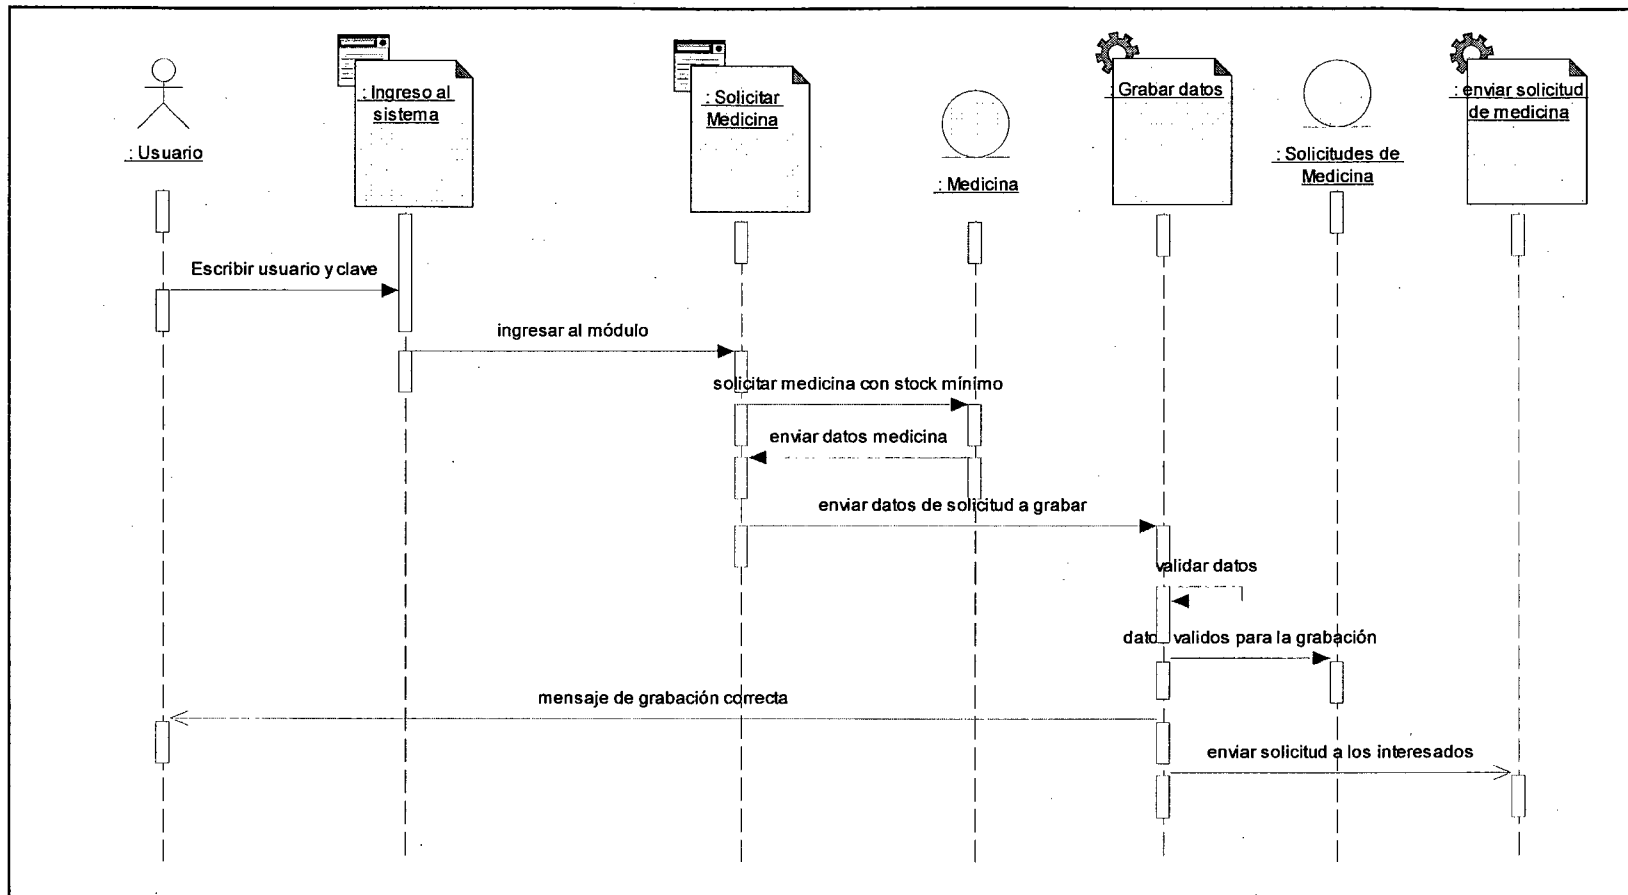 : Ingreso al
sistema
: Solicitar
Medicina
: Grabar datos
: enviar solicitud
de medicina
: Usuario
: Medicina
: Solicitudes de
Medicina
Escribir usuario y clave
ingresar al módulo
solicitar medicina con stock mínimo
enviar datos medicina
enviar datos de solicitud a grabar
validar datos
datos validos para la grabación
mensaje de grabación correcta
enviar solicitud a los interesados